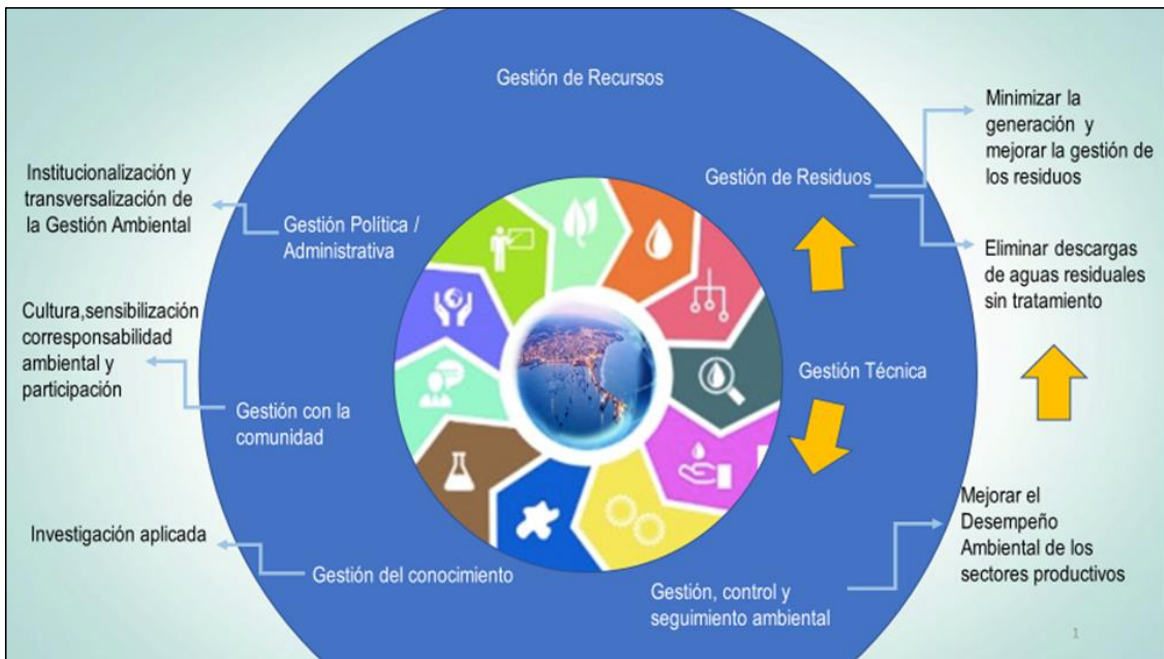 Gestión de Recursos
Institucionalización y
transversalización de
la Gestión Ambiental
Gestión Política /
Administrativa
Cultura,sensibilización
corresponsabilidad
ambiental y
participación
Gestión con la
comunidad
Investigación aplicada
Gestión del conocimiento
Gestión de Residuos
Minimizar la
generación y
mejorar la gestión de
los residuos
Eliminar descargas
de aguas residuales
sin tratamiento
Gestión Técnica
Gestión, control y
seguimiento ambiental
Mejorar el
Desempeño
Ambiental de los
sectores productivos
1